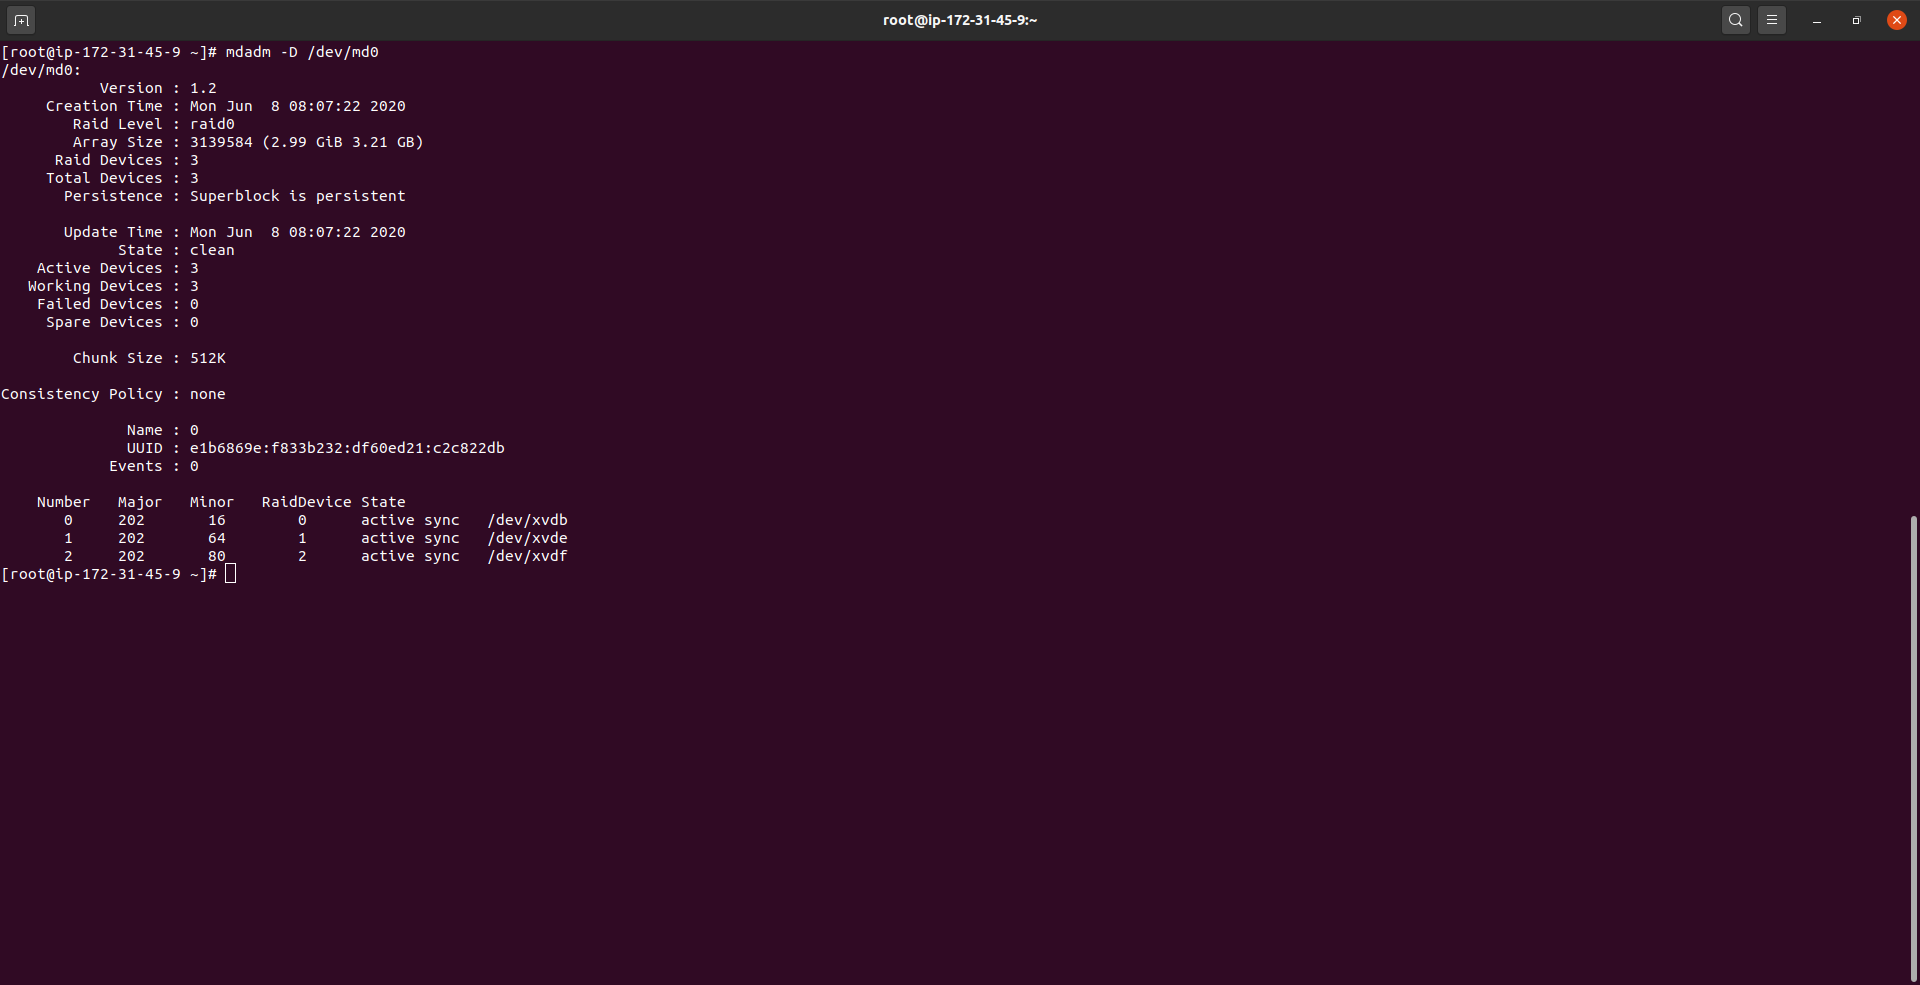 root@ip-172-31-45-9:~
[root@ip-172-31-45-9 ~]# mdadm -D /dev/md0
/dev/md0:
           Version : 1.2
     Creation Time : Mon Jun  8 08:07:22 2020
        Raid Level : raid0
        Array Size : 3139584 (2.99 GiB 3.21 GB)
      Raid Devices : 3
     Total Devices : 3
       Persistence : Superblock is persistent

       Update Time : Mon Jun  8 08:07:22 2020
             State : clean
    Active Devices : 3
   Working Devices : 3
    Failed Devices : 0
     Spare Devices : 0

        Chunk Size : 512K

Consistency Policy : none

              Name : 0
              UUID : e1b6869e:f833b232:df60ed21:c2c822db
            Events : 0

    Number   Major   Minor   RaidDevice State
       0     202       16        0      active sync   /dev/xvdb
       1     202       64        1      active sync   /dev/xvde
       2     202       80        2      active sync   /dev/xvdf
[root@ip-172-31-45-9 ~]#